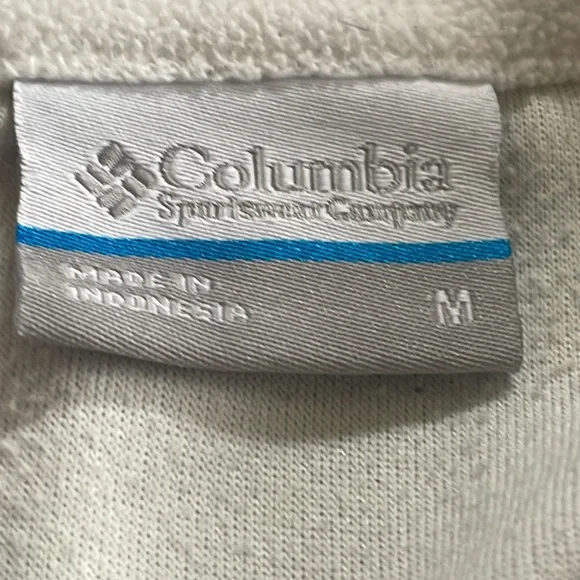 Columbia
Sportswear Company
MADE IN
INDONESIA
M